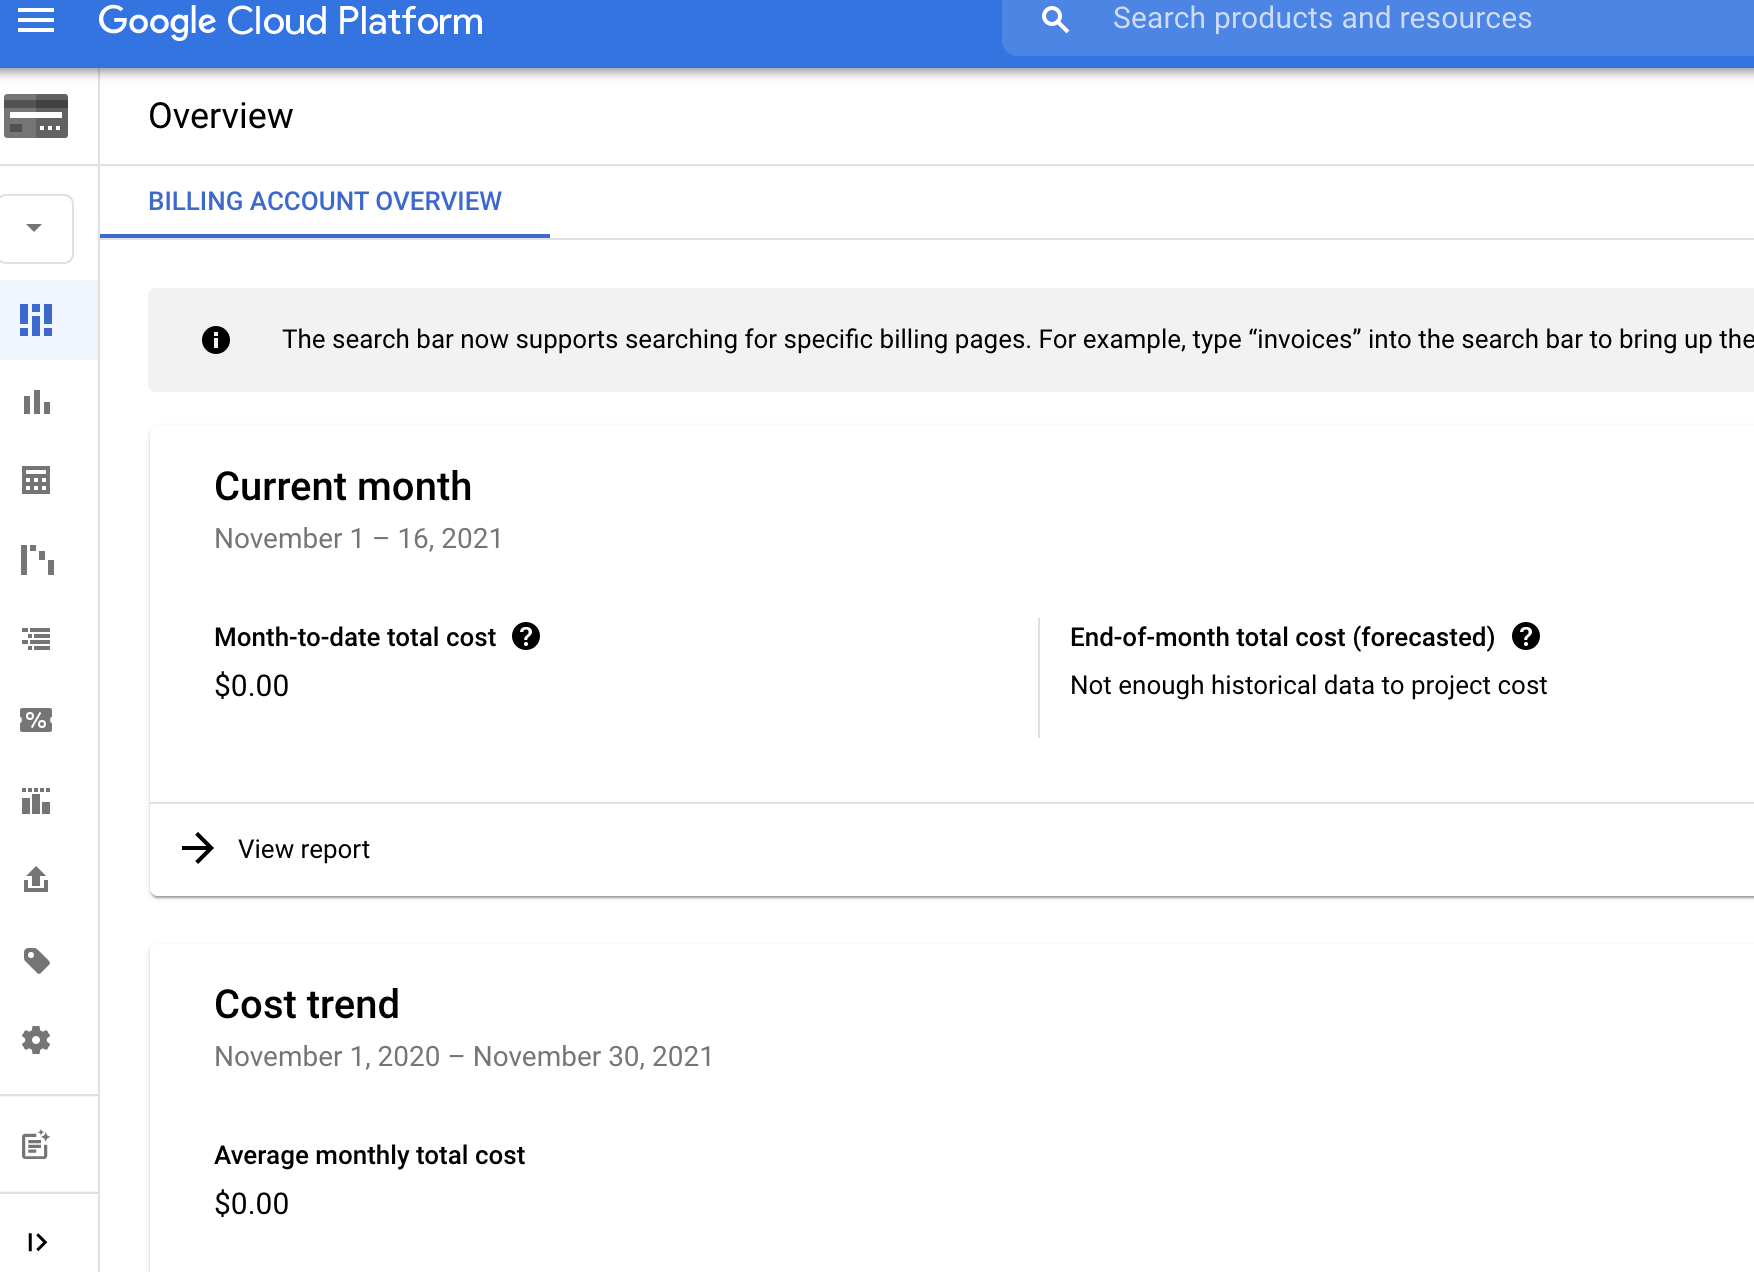 Google Cloud Platform
Search products and resources
Overview
BILLING ACCOUNT OVERVIEW
The search bar now supports searching for specific billing pages. For example, type “invoices” into the search bar to bring up the
Current month
November 1 – 16, 2021
Month-to-date total cost
$0.00
End-of-month total cost (forecasted)
Not enough historical data to project cost
View report
Cost trend
November 1, 2020 – November 30, 2021
Average monthly total cost
$0.00